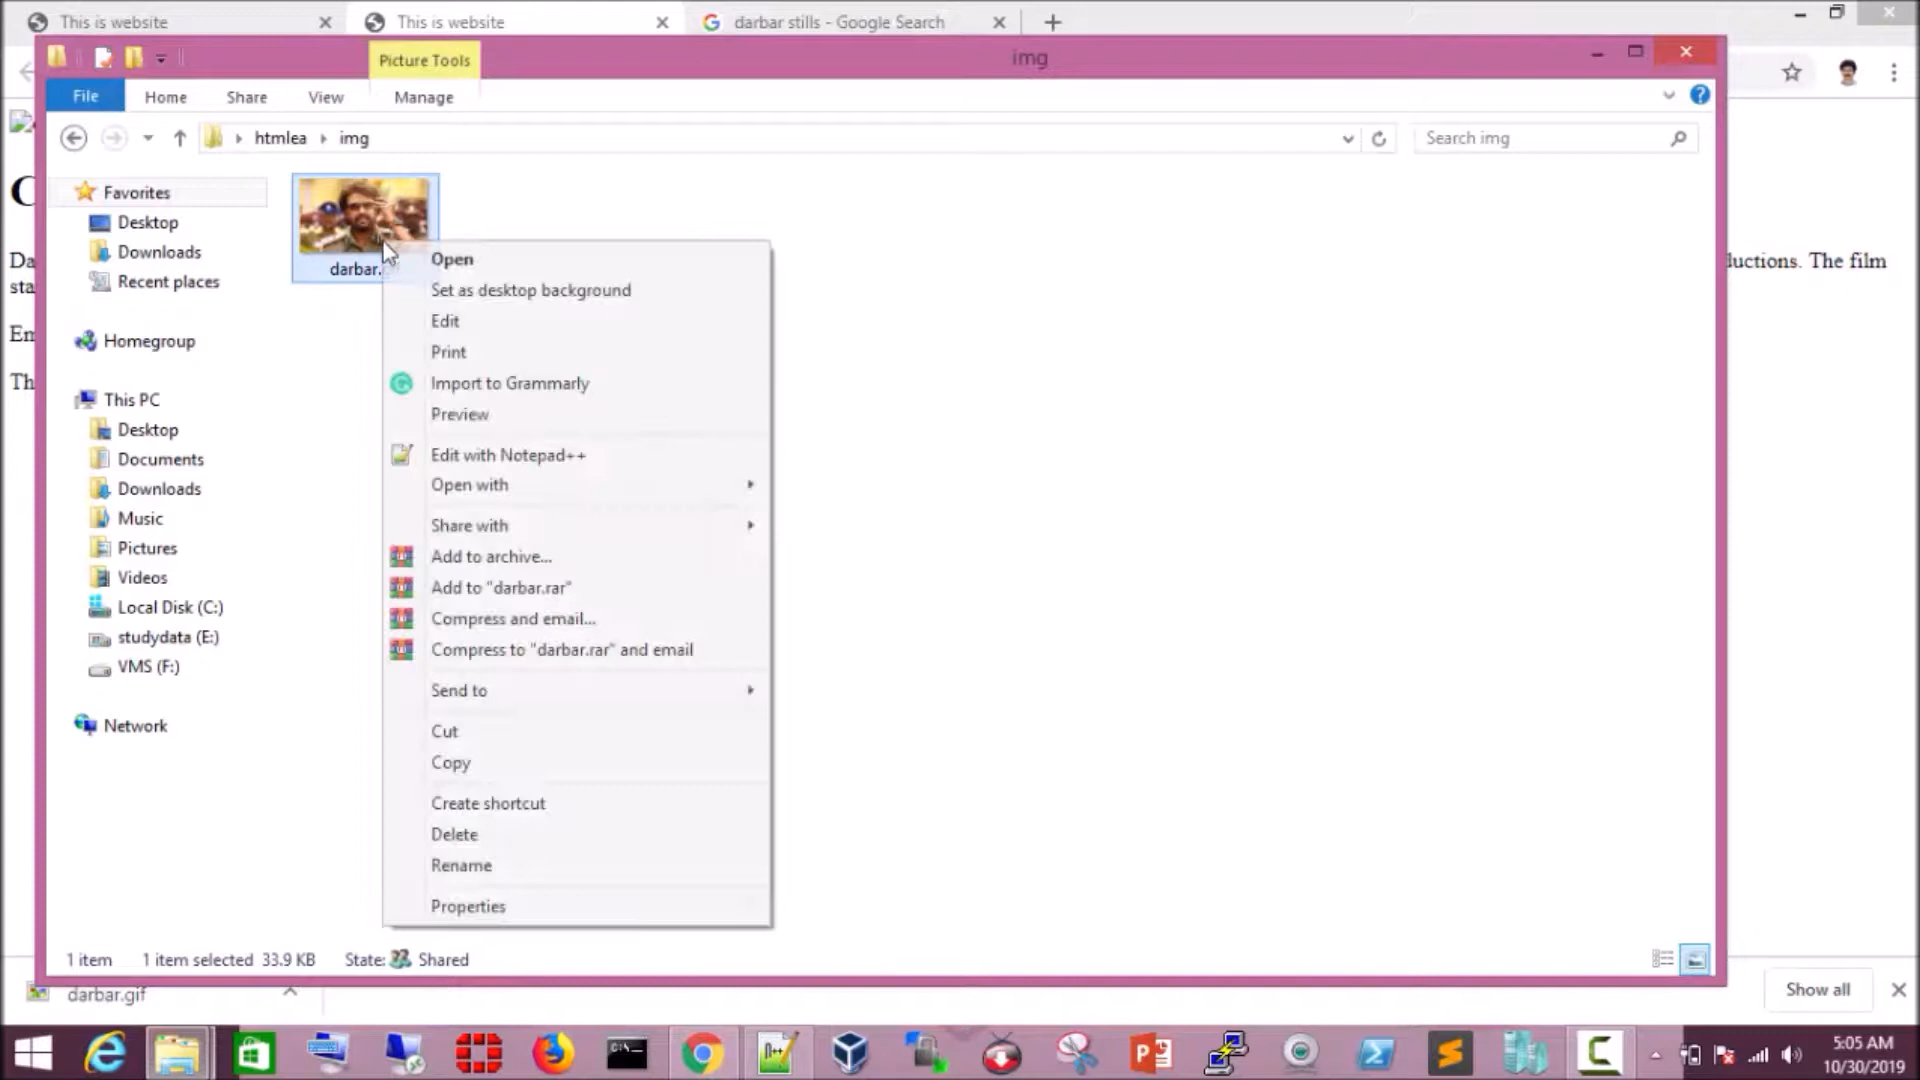 This is website
This is website
darbar stills - Google Search
Picture Tools
img
File
Home
Share
View
Manage
htmlea
img
Search img
Favorites
Desktop
Downloads
Recent places
Homegroup
This PC
Desktop
Documents
Downloads
Music
Pictures
Videos
Local Disk (C:)
studydata (E:)
VMS (F:)
Network
darbar.
Open
Set as desktop background
Edit
Print
Import to Grammarly
Preview
Edit with Notepad++
Open with
Share with
Add to archive...
Add to "darbar.rar"
Compress and email...
Compress to "darbar.rar" and email
Send to
Cut
Copy
Create shortcut
Delete
Rename
Properties
C
Da
ductions. The film
sta
Em
Th
1 item 1 item selected 33.9 KB State: Shared
darbar.gif
Show all
5:05 AM
10/30/2019